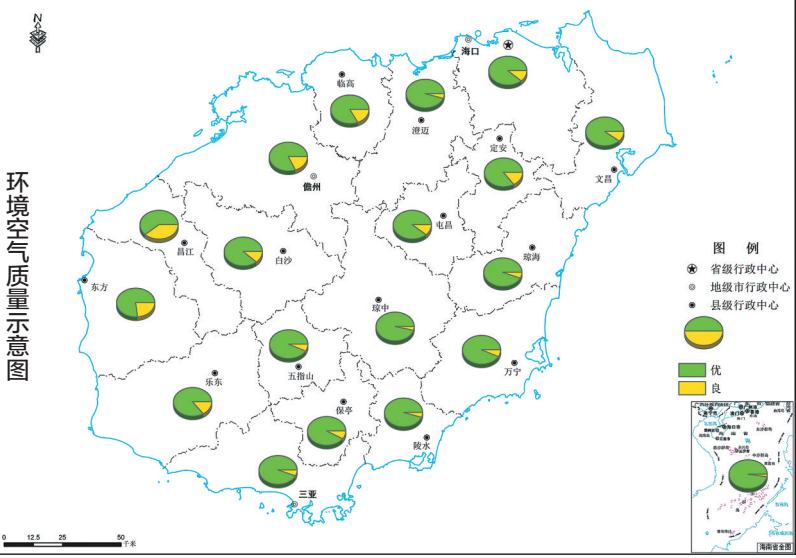 环境空气质量示意图
N
海口
临高
澄迈
定安
文昌
儋州
屯昌
昌江
白沙
琼海
东方
琼中
五指山
万宁
乐东
保亭
陵水
三亚
图 例
省级行政中心
地级市行政中心
县级行政中心
优
良
海南省全图
0 12.5 25 50
千米